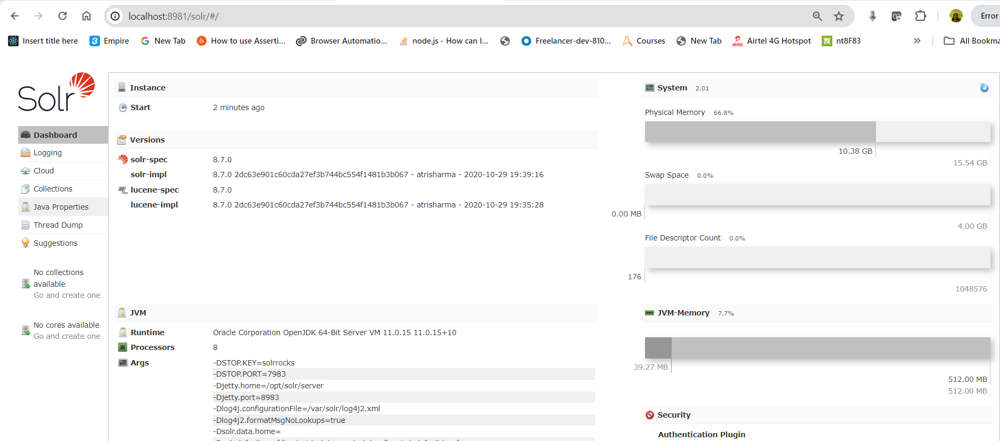 localhost:8981/solr/#/
Error
Insert title here
Empire
New Tab
How to use Asserti...
Browser Automatio...
node.js - How can I...
Freelancer-dev-810...
Courses
New Tab
airtel
Airtel 4G Hotspot
nt8F83
»
All Bookma
Solr
Dashboard
Logging
Cloud
Collections
Java Properties
Thread Dump
Suggestions
No collections
available
Go and create one
No cores available
Go and create one
Instance
Start 2 minutes ago
Versions
solr-spec 8.7.0
solr-impl 8.7.0 2dc63e901c60cda27ef3b744bc554f1481b3b067 - atrisharma - 2020-10-29 19:39:16
lucene-spec 8.7.0
lucene-impl 8.7.0 2dc63e901c60cda27ef3b744bc554f1481b3b067 - atrisharma - 2020-10-29 19:35:28
JVM
Runtime Oracle Corporation OpenJDK 64-Bit Server VM 11.0.15 11.0.15+10
Processors 8
Args -DSTOP.KEY=solrrocks
-DSTOP.PORT=7983
-Djetty.home=/opt/solr/server
-Djetty.port=8983
-Dlog4j.configurationFile=/var/solr/log4j2.xml
-Dlog4j2.formatMsgNoLookups=true
-Dsolr.data.home=
System 2.01
Physical Memory 66.8%
10.38 GB
15.54 GB
Swap Space 0.0%
0.00 MB
4.00 GB
File Descriptor Count 0.0%
176
1048576
JVM-Memory 7.7%
39.27 MB
512.00 MB
512.00 MB
Security
Authentication Plugin